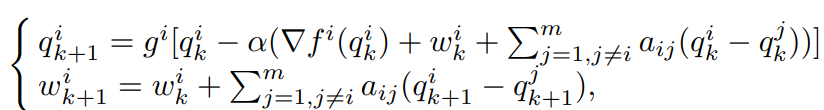 q^i_{k+1} = g^i[q^i_k − α(∇f^i(q^i_k) + w^i_k + ∑^m_{j=1,j≠i} a_{ij}(q^i_k − q^j_k))]
w^i_{k+1} = w^i_k + ∑^m_{j=1,j≠i} a_{ij}(q^i_{k+1} − q^j_{k+1}),